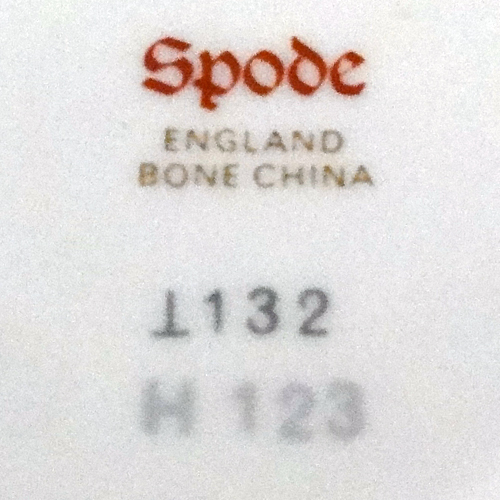 Spode
ENGLAND
BONE CHINA
⊥132
H 123